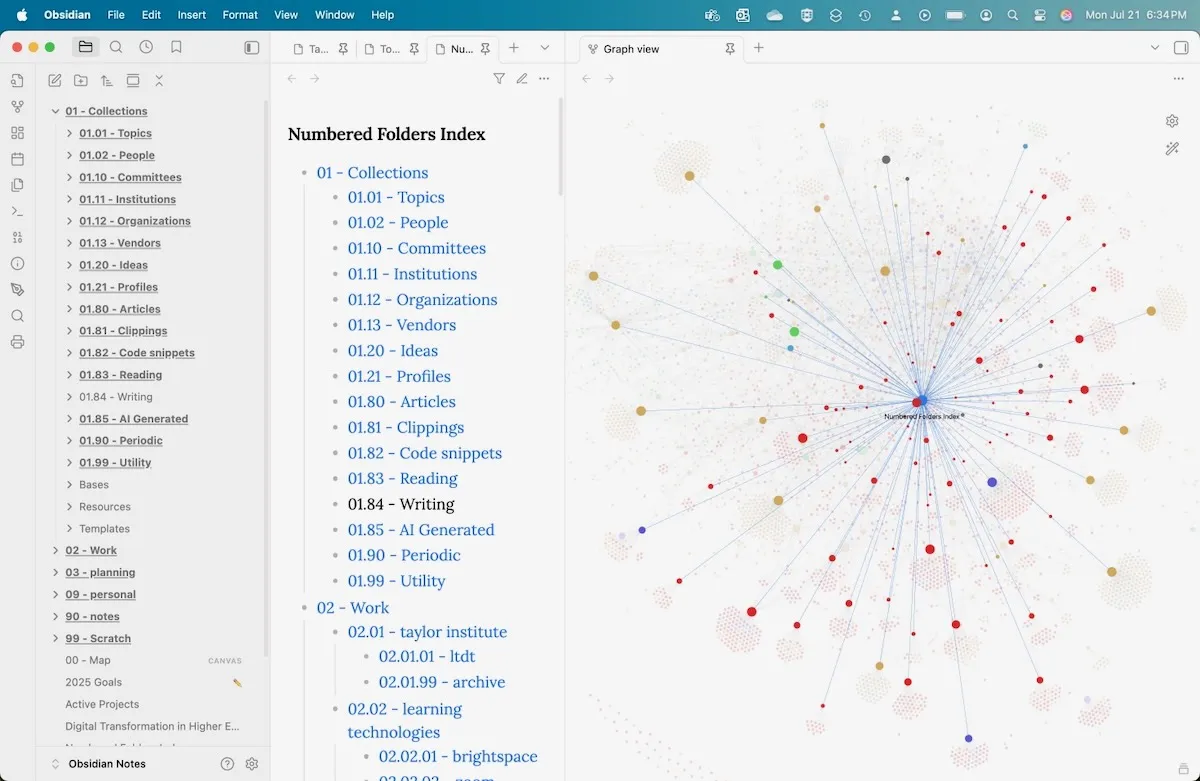 Obsidian File Edit Insert Format View Window Help Mon Jul 21 6:34 PM
Ta... To... Nu... Graph view
01 - Collections
01.01 - Topics
01.02 - People
01.10 - Committees
01.11 - Institutions
01.12 - Organizations
01.13 - Vendors
01.20 - Ideas
01.21 - Profiles
01.80 - Articles
01.81 - Clippings
01.82 - Code snippets
01.83 - Reading
01.84 - Writing
01.85 - AI Generated
01.90 - Periodic
01.99 - Utility
Bases
Resources
Templates
02 - Work
03 - planning
09 - personal
90 - notes
99 - Scratch
00 - Map CANVAS
2025 Goals
Active Projects
Digital Transformation in Higher E...
Obsidian Notes
Numbered Folders Index
01 - Collections
01.01 - Topics
01.02 - People
01.10 - Committees
01.11 - Institutions
01.12 - Organizations
01.13 - Vendors
01.20 - Ideas
01.21 - Profiles
01.80 - Articles
01.81 - Clippings
01.82 - Code snippets
01.83 - Reading
01.84 - Writing
01.85 - AI Generated
01.90 - Periodic
01.99 - Utility
02 - Work
02.01 - taylor institute
02.01.01 - ltdt
02.01.99 - archive
02.02 - learning
technologies
02.02.01 - brightspace
Numbered Folders Index